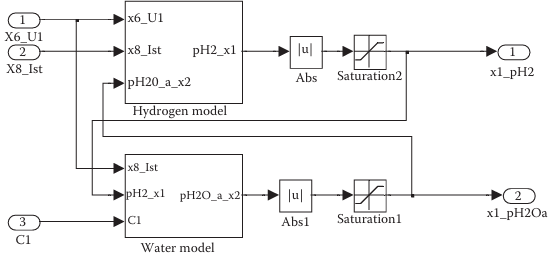 1
X6_U1
2
X8_Ist
x6_U1
x8_Ist
pH20_a_x2
pH2_x1
Hydrogen model
|u|
Abs
Saturation2
1
x1_pH2
x8_Ist
pH2_x1
C1
pH2O_a_x2
Water model
|u|
Abs1
Saturation1
2
x1_pH2Oa
3
C1